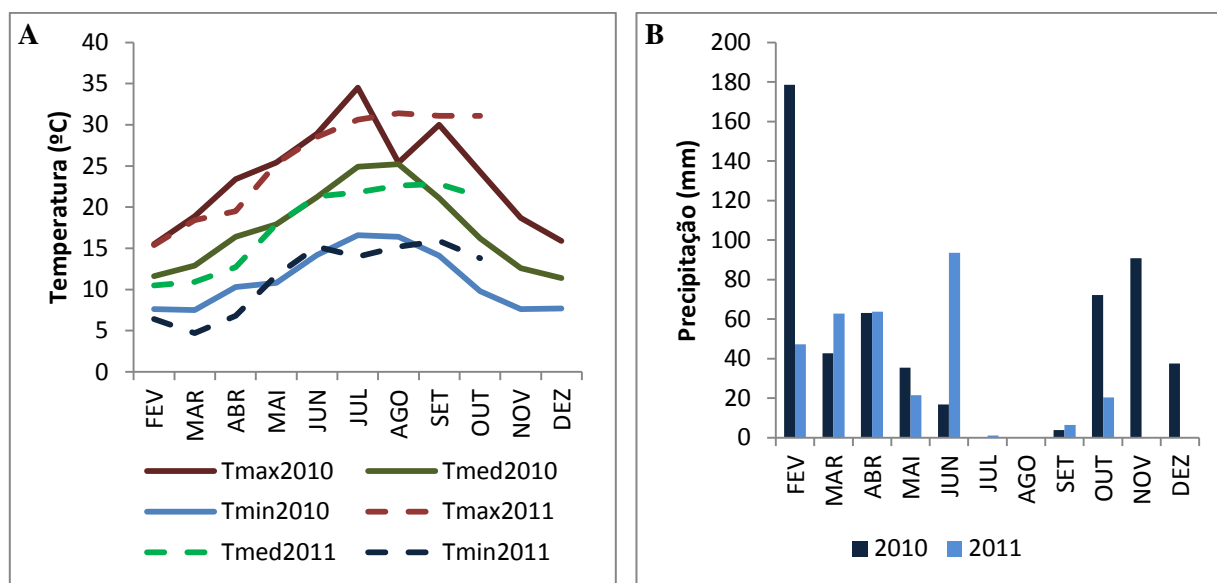 A
Temperatura (ºC)
40
35
30
25
20
15
10
5
0
FEV MAR ABR MAI JUN JUL AGO SET OUT NOV DEZ
Tmax2010 Tmed2010
Tmin2010 Tmax2011
Tmed2011 Tmin2011
B
Precipitação (mm)
200
180
160
140
120
100
80
60
40
20
0
FEV MAR ABR MAI JUN JUL AGO SET OUT NOV DEZ
2010 2011